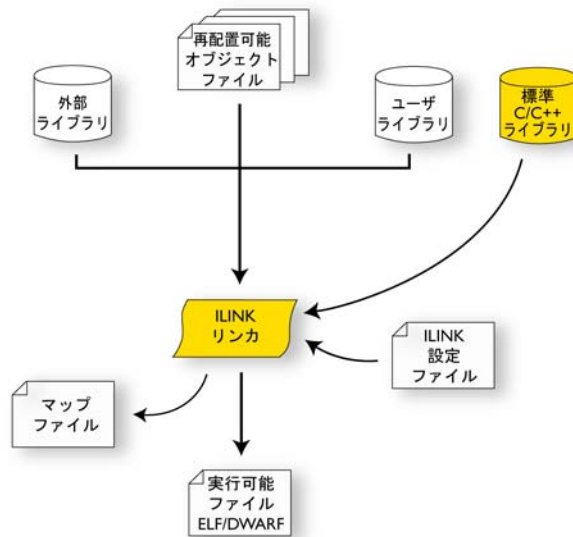 再配置可能
オブジェクト
ファイル
外部
ライブラリ
ユーザ
ライブラリ
標準
C/C++
ライブラリ
ILINK
リンカ
ILINK
設定
ファイル
マップ
ファイル
実行可能
ファイル
ELF/DWARF